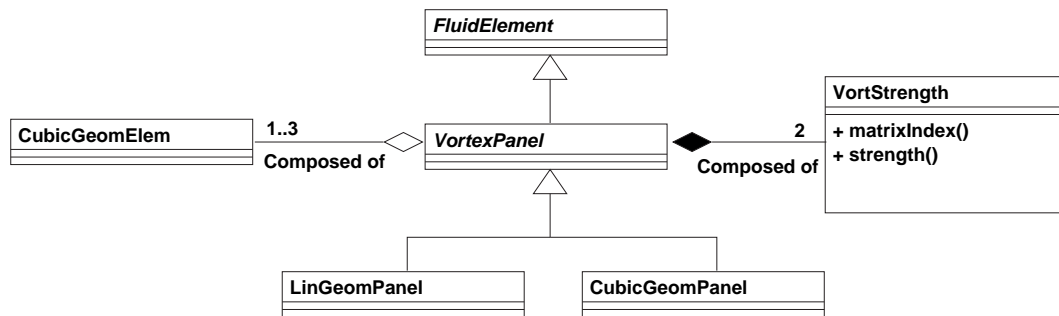 FluidElement
VortStrength
CubicGeomElem
1..3
Composed of
VortexPanel
2
Composed of
+ matrixIndex()
+ strength()
LinGeomPanel
CubicGeomPanel